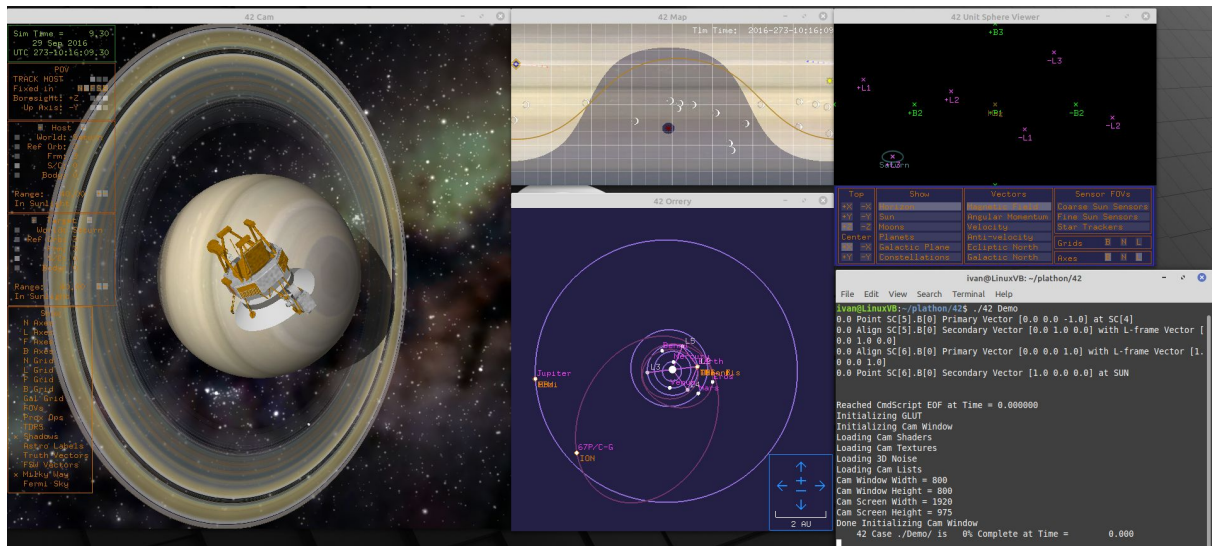 42 Cam
Sim Time = 9.30
29 Sep 2016
UTC 273-10:16:09.30
POV
TRACK HOST
Fixed in
Boresight: +Z
Up Axis: -Y
Host
World:
Ref Orb:
Frm:
S/C
Body
Range:
In Sun
World
Saturn
Ref
Range:
In Sun
N Axes
L Axes
F Axes
B Axes
N Grid
L Grid
F Grid
B Grid
Gal Grid
FOVs
Prox Ops
TDRS
Shadows
Astro Labels
Truth Vectors
FSW Vectors
Milky Way
Fermi Sky
42 Map
Tlm Time: 2016-273-10:16:09
42 Orrery
L5
L3
Jupiter
67P/C-G
ION
2 AU
42 Unit Sphere Viewer
+B3
-L3
+L1
+L2
+B2
-B2
-L2
-L1
Saturn
Top Show Vectors Sensor FOVs
+X -X Horizon Magnetic Field Coarse Sun Sensors
+Y -Y Sun Angular Momentum Fine Sun Sensors
+Z -Z Moons Velocity Star Trackers
Center Planets Anti-velocity Grids B N L
+X -X Galactic Plane Ecliptic North
+Y -Y Constellations Galactic North Axes B N L
ivan@LinuxVB: ~/plathon/42
File Edit View Search Terminal Help
ivan@LinuxVB:~/plathon/42$ ./42 Demo
0.0 Point SC[5].B[0] Primary Vector [0.0 0.0 -1.0] at SC[4]
0.0 Align SC[5].B[0] Secondary Vector [0.0 1.0 0.0] with L-frame Vector [
0.0 1.0 0.0]
0.0 Align SC[6].B[0] Primary Vector [0.0 0.0 1.0] with L-frame Vector [1.
0 0.0 1.0]
0.0 Point SC[6].B[0] Secondary Vector [1.0 0.0 0.0] at SUN
Reached CmdScript EOF at Time = 0.000000
Initializing GLUT
Initializing Cam Window
Loading Cam Shaders
Loading Cam Textures
Loading 3D Noise
Loading Cam Lists
Cam Window Width = 800
Cam Window Height = 800
Cam Screen Width = 1920
Cam Screen Height = 975
Done Initializing Cam Window
42 Case ./Demo/ is 0% Complete at Time = 0.000